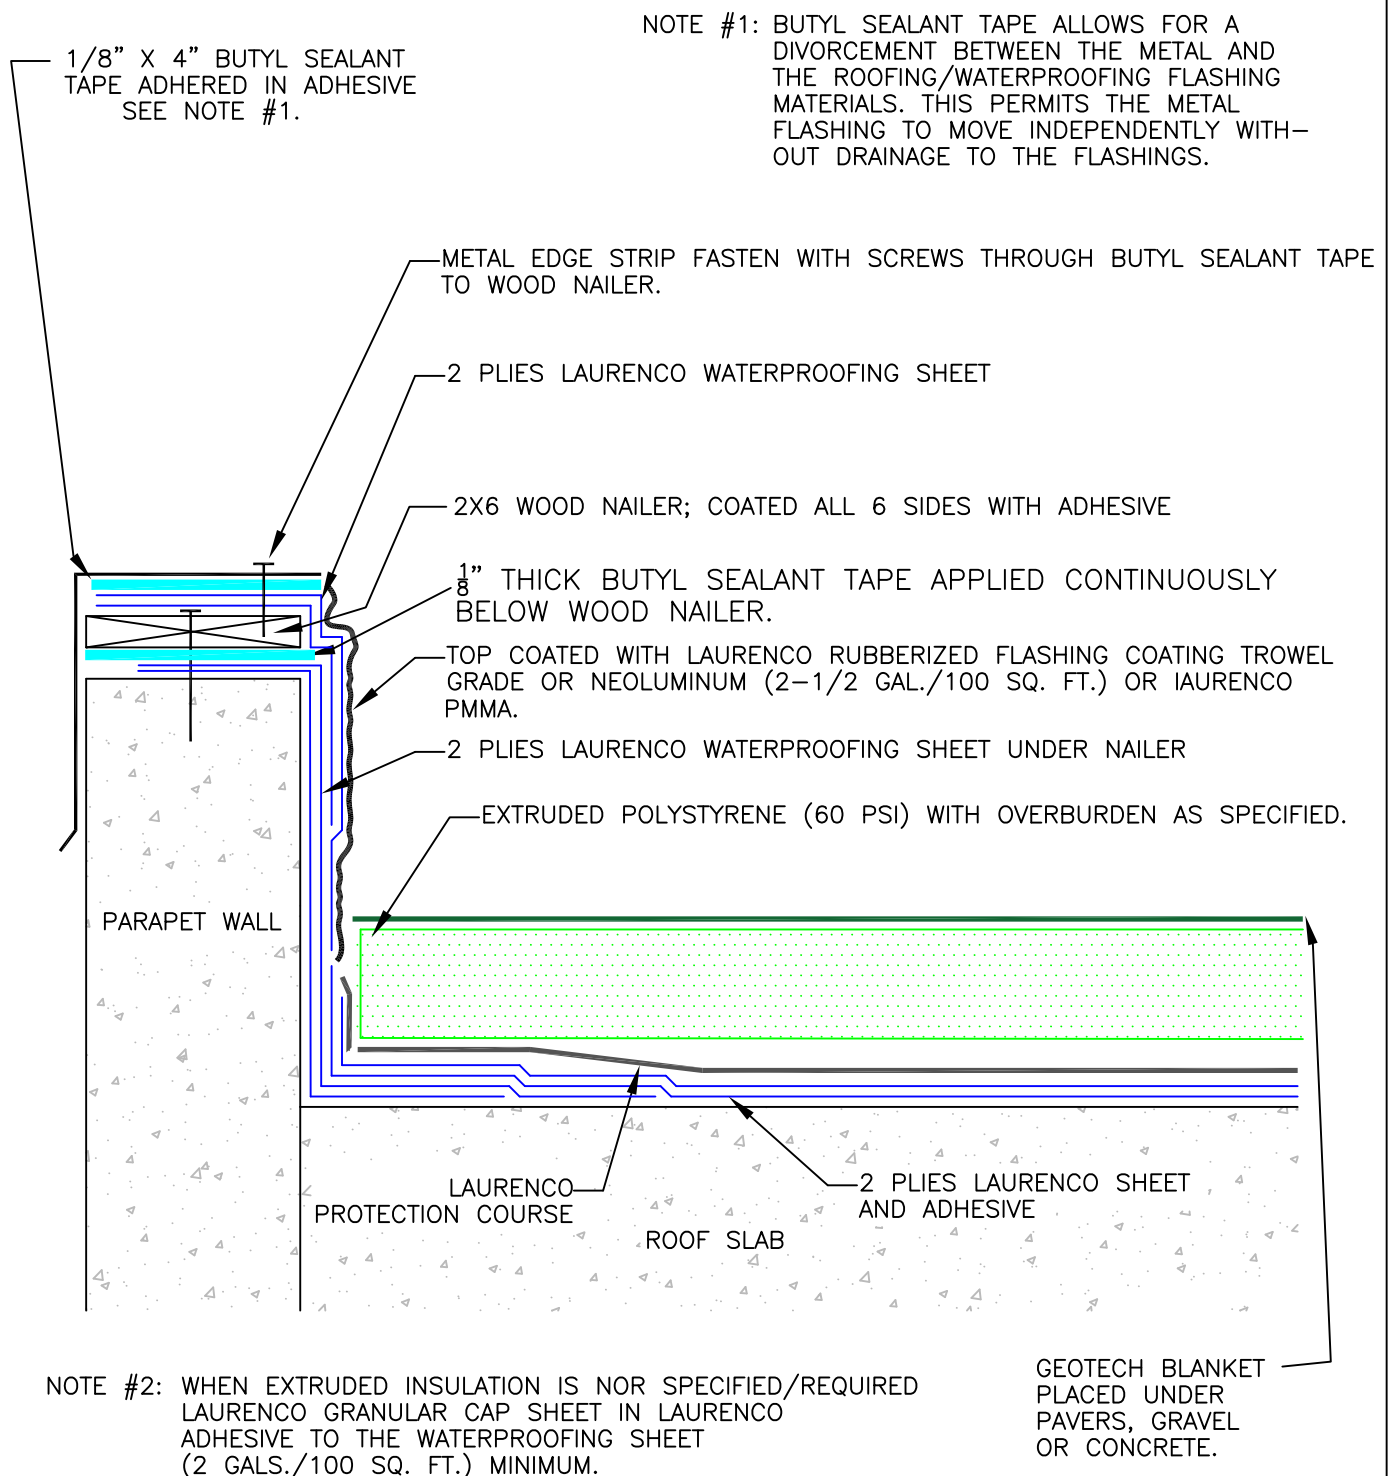 NOTE #1: BUTYL SEALANT TAPE ALLOWS FOR A
DIVORCEMENT BETWEEN THE METAL AND
THE ROOFING/WATERPROOFING FLASHING
MATERIALS. THIS PERMITS THE METAL
FLASHING TO MOVE INDEPENDENTLY WITH–
OUT DRAINAGE TO THE FLASHINGS.
1/8" X 4" BUTYL SEALANT
TAPE ADHERED IN ADHESIVE
SEE NOTE #1.
METAL EDGE STRIP FASTEN WITH SCREWS THROUGH BUTYL SEALANT TAPE
TO WOOD NAILER.
2 PLIES LAURENCO WATERPROOFING SHEET
2X6 WOOD NAILER; COATED ALL 6 SIDES WITH ADHESIVE
1/8" THICK BUTYL SEALANT TAPE APPLIED CONTINUOUSLY
BELOW WOOD NAILER.
TOP COATED WITH LAURENCO RUBBERIZED FLASHING COATING TROWEL
GRADE OR NEOLUMINUM (2–1/2 GAL./100 SQ. FT.) OR lAURENCO
PMMA.
2 PLIES LAURENCO WATERPROOFING SHEET UNDER NAILER
EXTRUDED POLYSTYRENE (60 PSI) WITH OVERBURDEN AS SPECIFIED.
PARAPET WALL
LAURENCO
PROTECTION COURSE
2 PLIES LAURENCO SHEET
AND ADHESIVE
ROOF SLAB
GEOTECH BLANKET
PLACED UNDER
PAVERS, GRAVEL
OR CONCRETE.
NOTE #2: WHEN EXTRUDED INSULATION IS NOR SPECIFIED/REQUIRED
LAURENCO GRANULAR CAP SHEET IN LAURENCO
ADHESIVE TO THE WATERPROOFING SHEET
(2 GALS./100 SQ. FT.) MINIMUM.